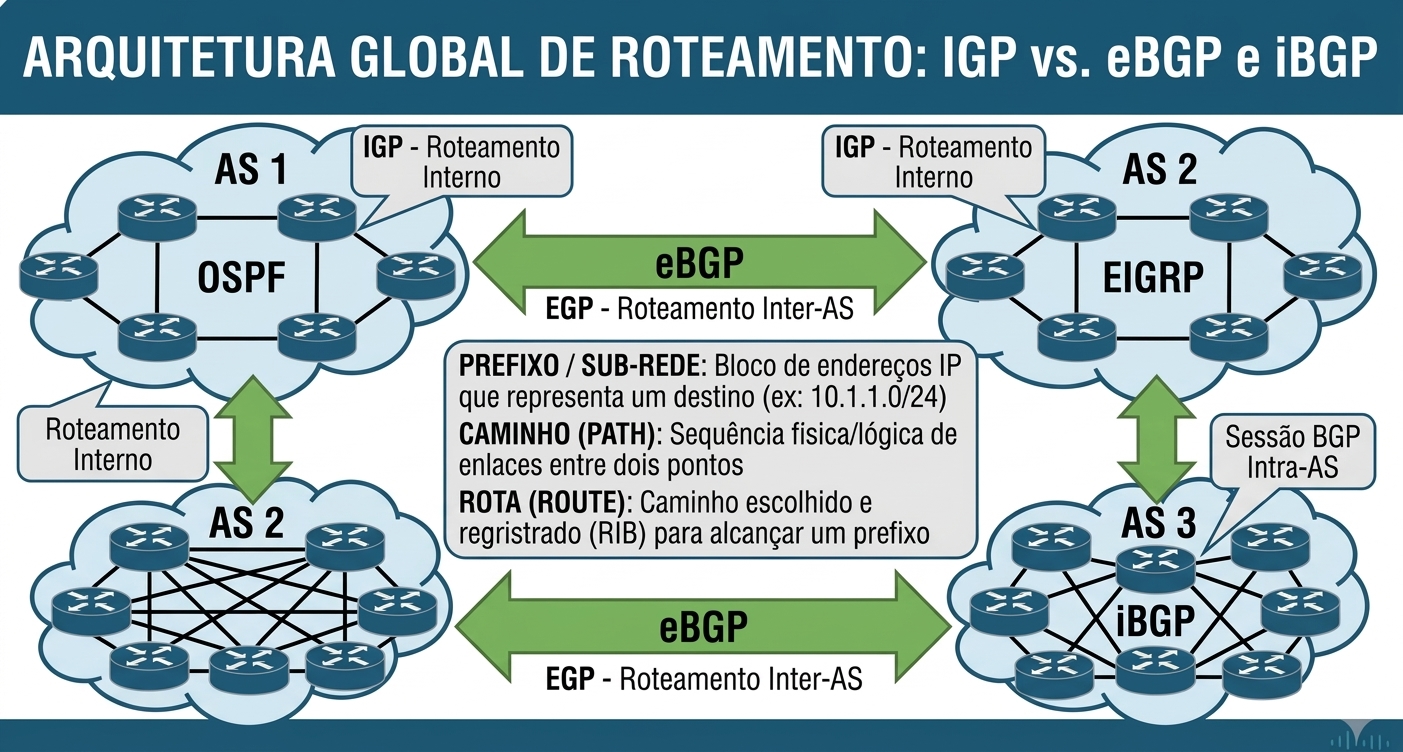 ARQUITETURA GLOBAL DE ROTEAMENTO: IGP vs. eBGP e iBGP
AS 1
IGP - Roteamento
Interno
OSPF
IGP - Roteamento
Interno
AS 2
EIGRP
eBGP
EGP - Roteamento Inter-AS
PREFIXO / SUB-REDE: Bloco de endereços IP
que representa um destino (ex: 10.1.1.0/24)
CAMINHO (PATH): Sequência fisica/lógica de
enlaces entre dois pontos
ROTA (ROUTE): Caminho escolhido e
regristrado (RIB) para alcançar um prefixo
Roteamento
Interno
Sessão BGP
Intra-AS
AS 2
AS 3
iBGP
eBGP
EGP - Roteamento Inter-AS